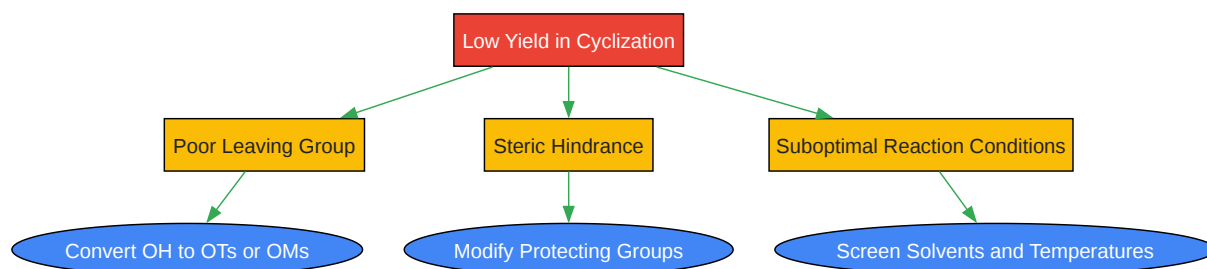 Low Yield in Cyclization
Poor Leaving Group
Steric Hindrance
Suboptimal Reaction Conditions
Convert OH to OTs or OMs
Modify Protecting Groups
Screen Solvents and Temperatures